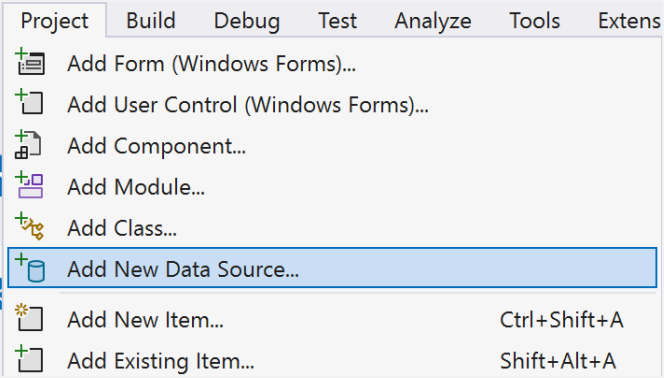 Project Build Debug Test Analyze Tools Extens
Add Form (Windows Forms)...
Add User Control (Windows Forms)...
Add Component...
Add Module...
Add Class...
Add New Data Source...
Add New Item... Ctrl+Shift+A
Add Existing Item... Shift+Alt+A